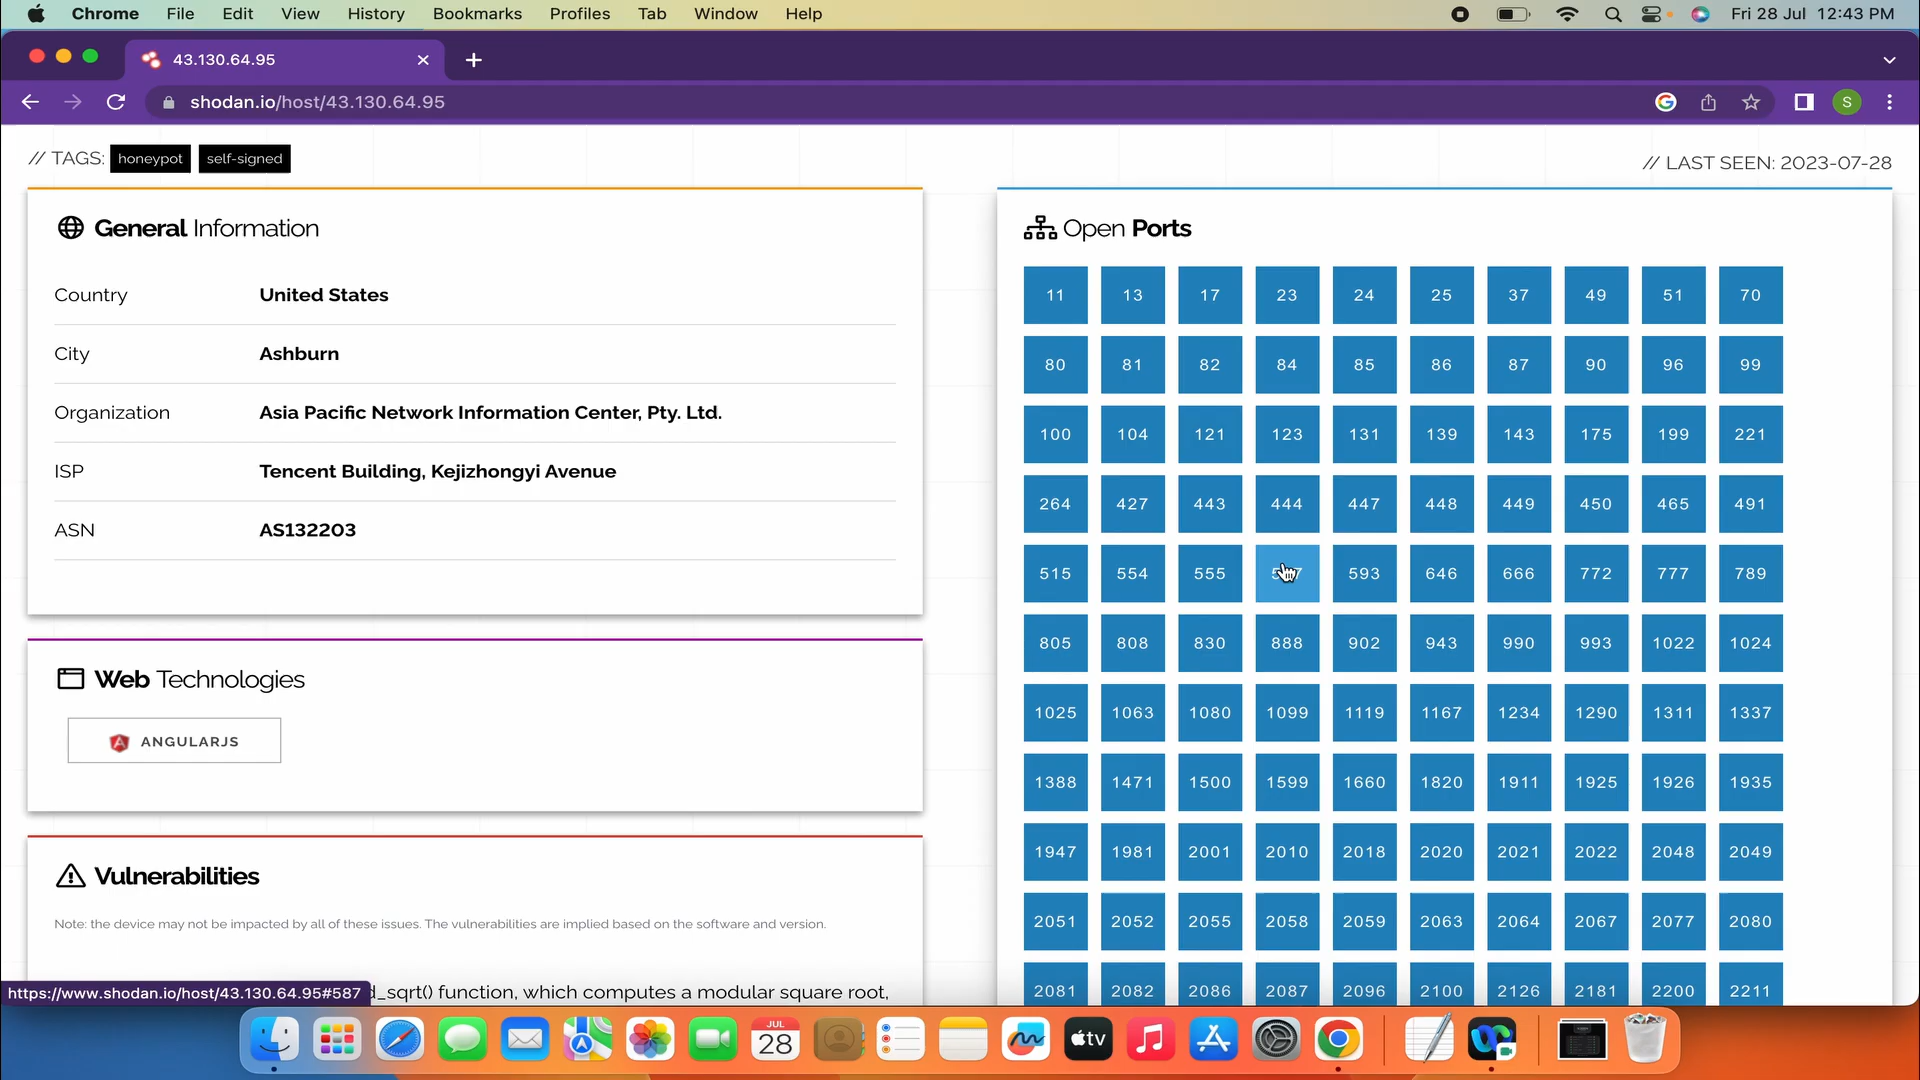 Chrome File Edit View History Bookmarks Profiles Tab Window Help Fri 28 Jul 12:43 PM
43.130.64.95
shodan.io/host/43.130.64.95
S
// TAGS: honeypot self-signed
// LAST SEEN: 2023-07-28
General Information
Country United States
City Ashburn
Organization Asia Pacific Network Information Center, Pty. Ltd.
ISP Tencent Building, Kejizhongyi Avenue
ASN AS132203
Web Technologies
ANGULARJS
Vulnerabilities
Note: the device may not be impacted by all of these issues. The vulnerabilities are implied based on the software and version.
d_sqrt() function, which computes a modular square root,
https://www.shodan.io/host/43.130.64.95#587
Open Ports
11 13 17 23 24 25 37 49 51 70
80 81 82 84 85 86 87 90 96 99
100 104 121 123 131 139 143 175 199 221
264 427 443 444 447 448 449 450 465 491
515 554 555 593 646 666 772 777 789
805 808 830 888 902 943 990 993 1022 1024
1025 1063 1080 1099 1119 1167 1234 1290 1311 1337
1388 1471 1500 1599 1660 1820 1911 1925 1926 1935
1947 1981 2001 2010 2018 2020 2021 2022 2048 2049
2051 2052 2055 2058 2059 2063 2064 2067 2077 2080
2081 2082 2086 2087 2096 2100 2126 2181 2200 2211
JUL
28
tv